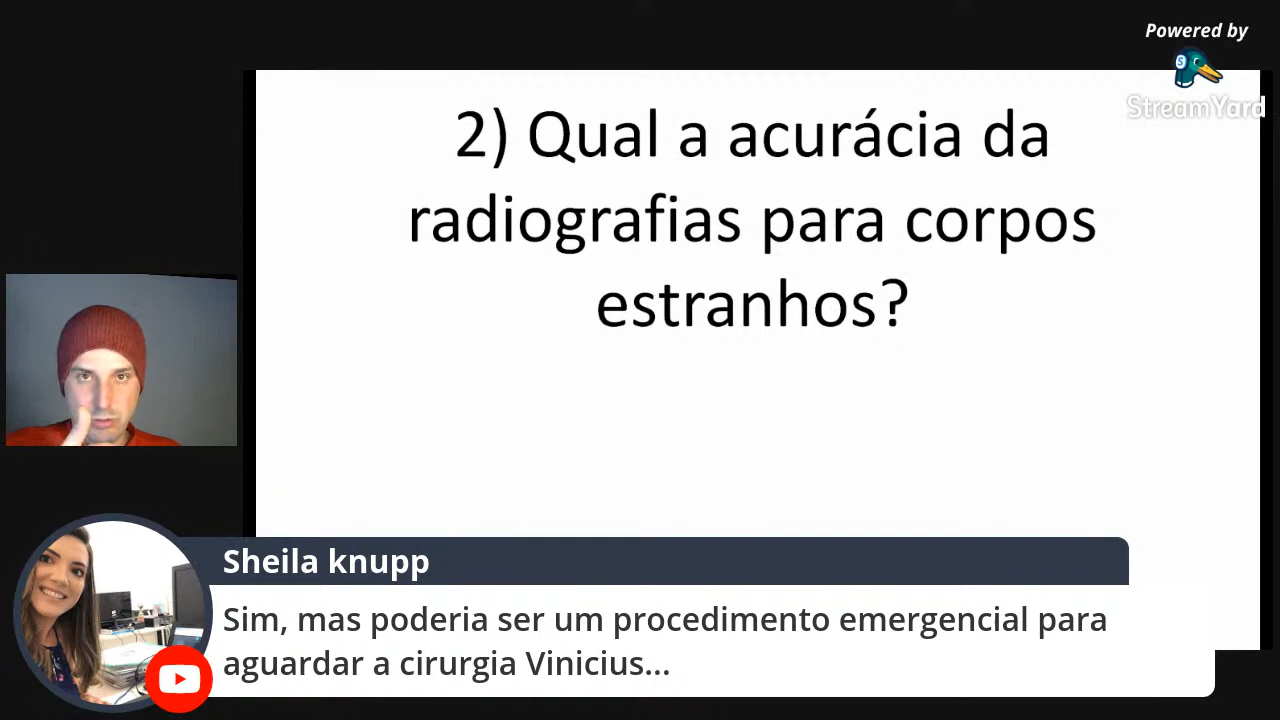 Powered by
StreamYard
2) Qual a acurácia da
radiografias para corpos
estranhos?
Sheila knupp
Sim, mas poderia ser um procedimento emergencial para
aguardar a cirurgia Vinicius...